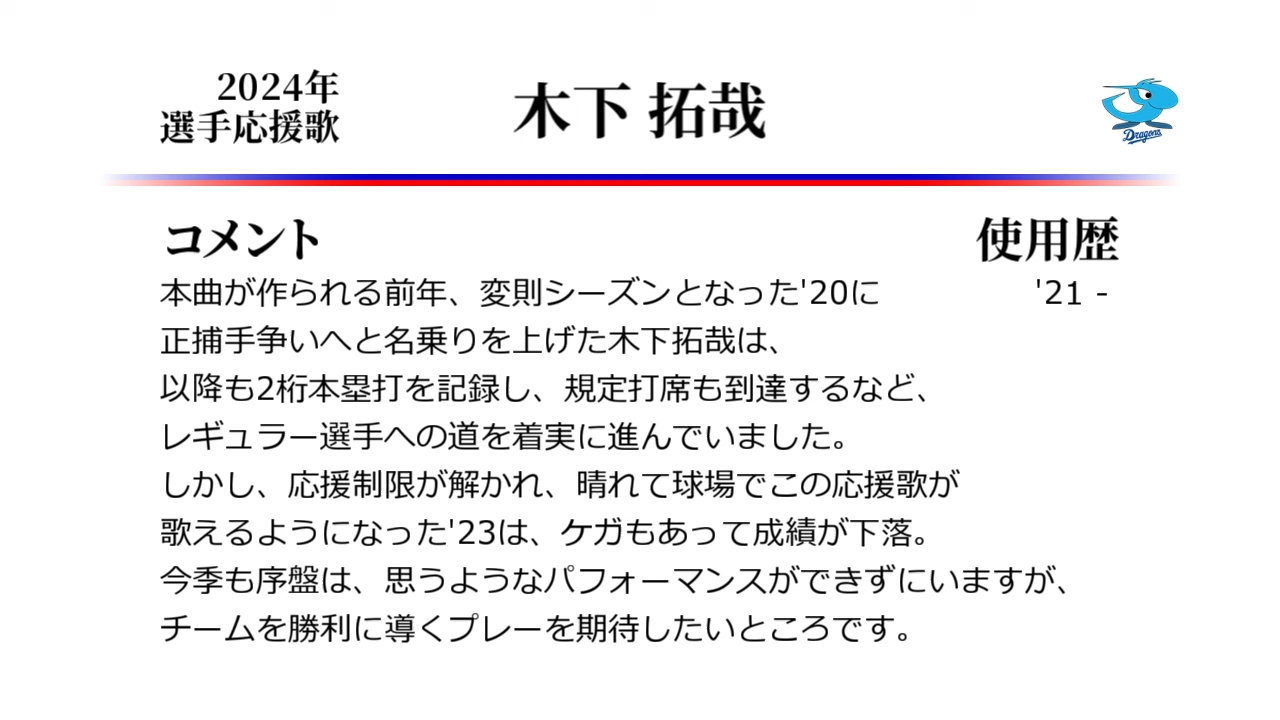 2024年
選手応援歌
木下 拓哉
Dragons
コメント
使用歴
本曲が作られる前年、変則シーズンとなった'20に
'21 -
正捕手争いへと名乗りを上げた木下拓哉は、
以降も2桁本塁打を記録し、規定打席も到達するなど、
レギュラー選手への道を着実に進んでいました。
しかし、応援制限が解かれ、晴れて球場でこの応援歌が
歌えるようになった'23は、ケガもあって成績が下落。
今季も序盤は、思うようなパフォーマンスができずにいますが、
チームを勝利に導くプレーを期待したいところです。